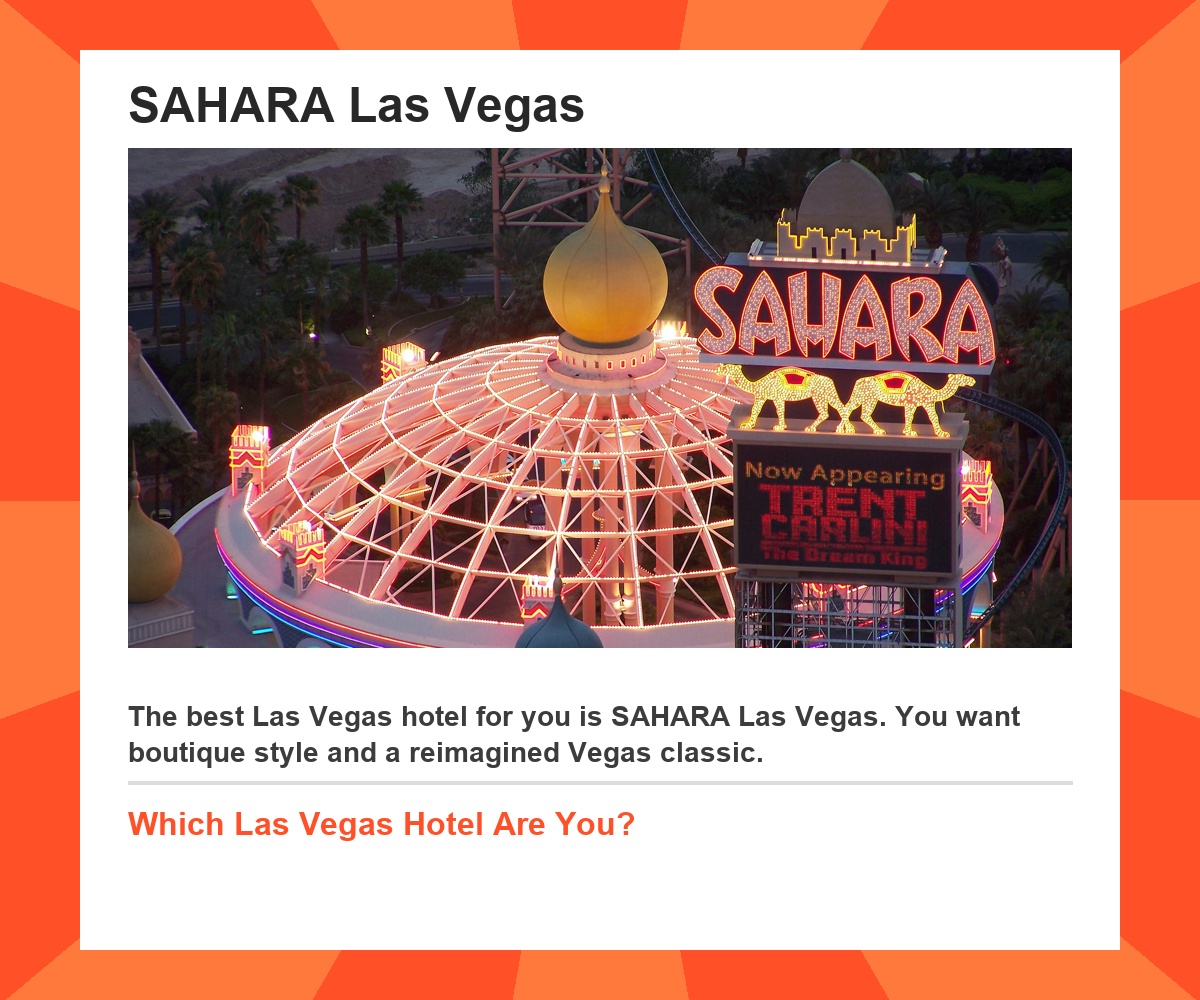 SAHARA Las Vegas
SAHARA
Now Appearing
TRENT
CARLINI
The Dream King
The best Las Vegas hotel for you is SAHARA Las Vegas. You want
boutique style and a reimagined Vegas classic.
Which Las Vegas Hotel Are You?